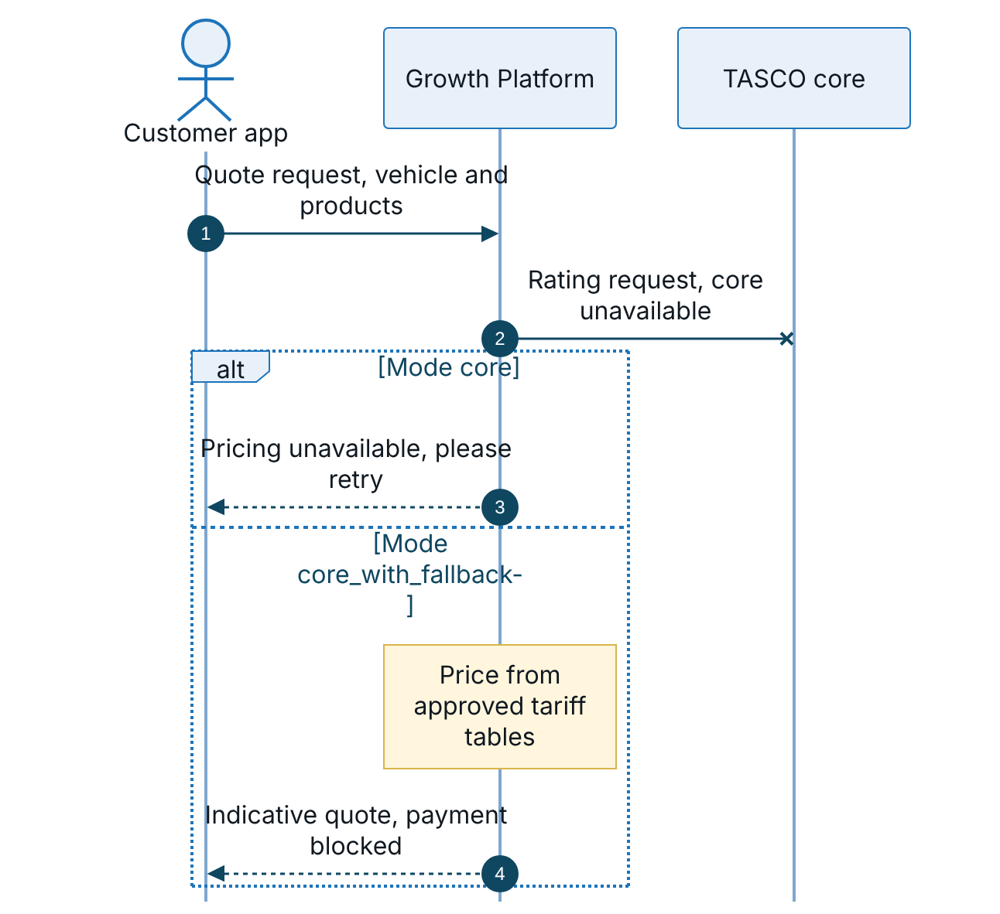 Customer app
Growth Platform
TASCO core
Quote request, vehicle and
products
1
Rating request, core
unavailable
2
alt
[Mode core]
Pricing unavailable, please
retry
3
[Mode
core_with_fallback-
]
Price from
approved tariff
tables
Indicative quote, payment
blocked
4